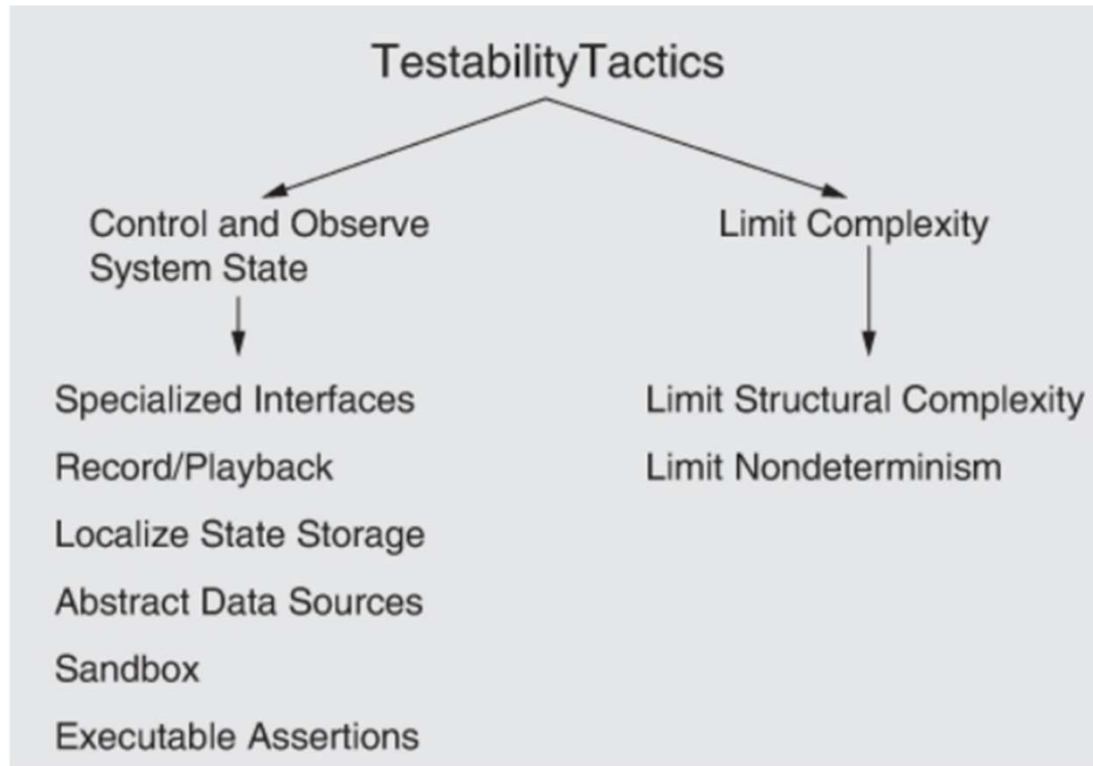 TestabilityTactics
Control and Observe
System State
Specialized Interfaces
Record/Playback
Localize State Storage
Abstract Data Sources
Sandbox
Executable Assertions
Limit Complexity
Limit Structural Complexity
Limit Nondeterminism